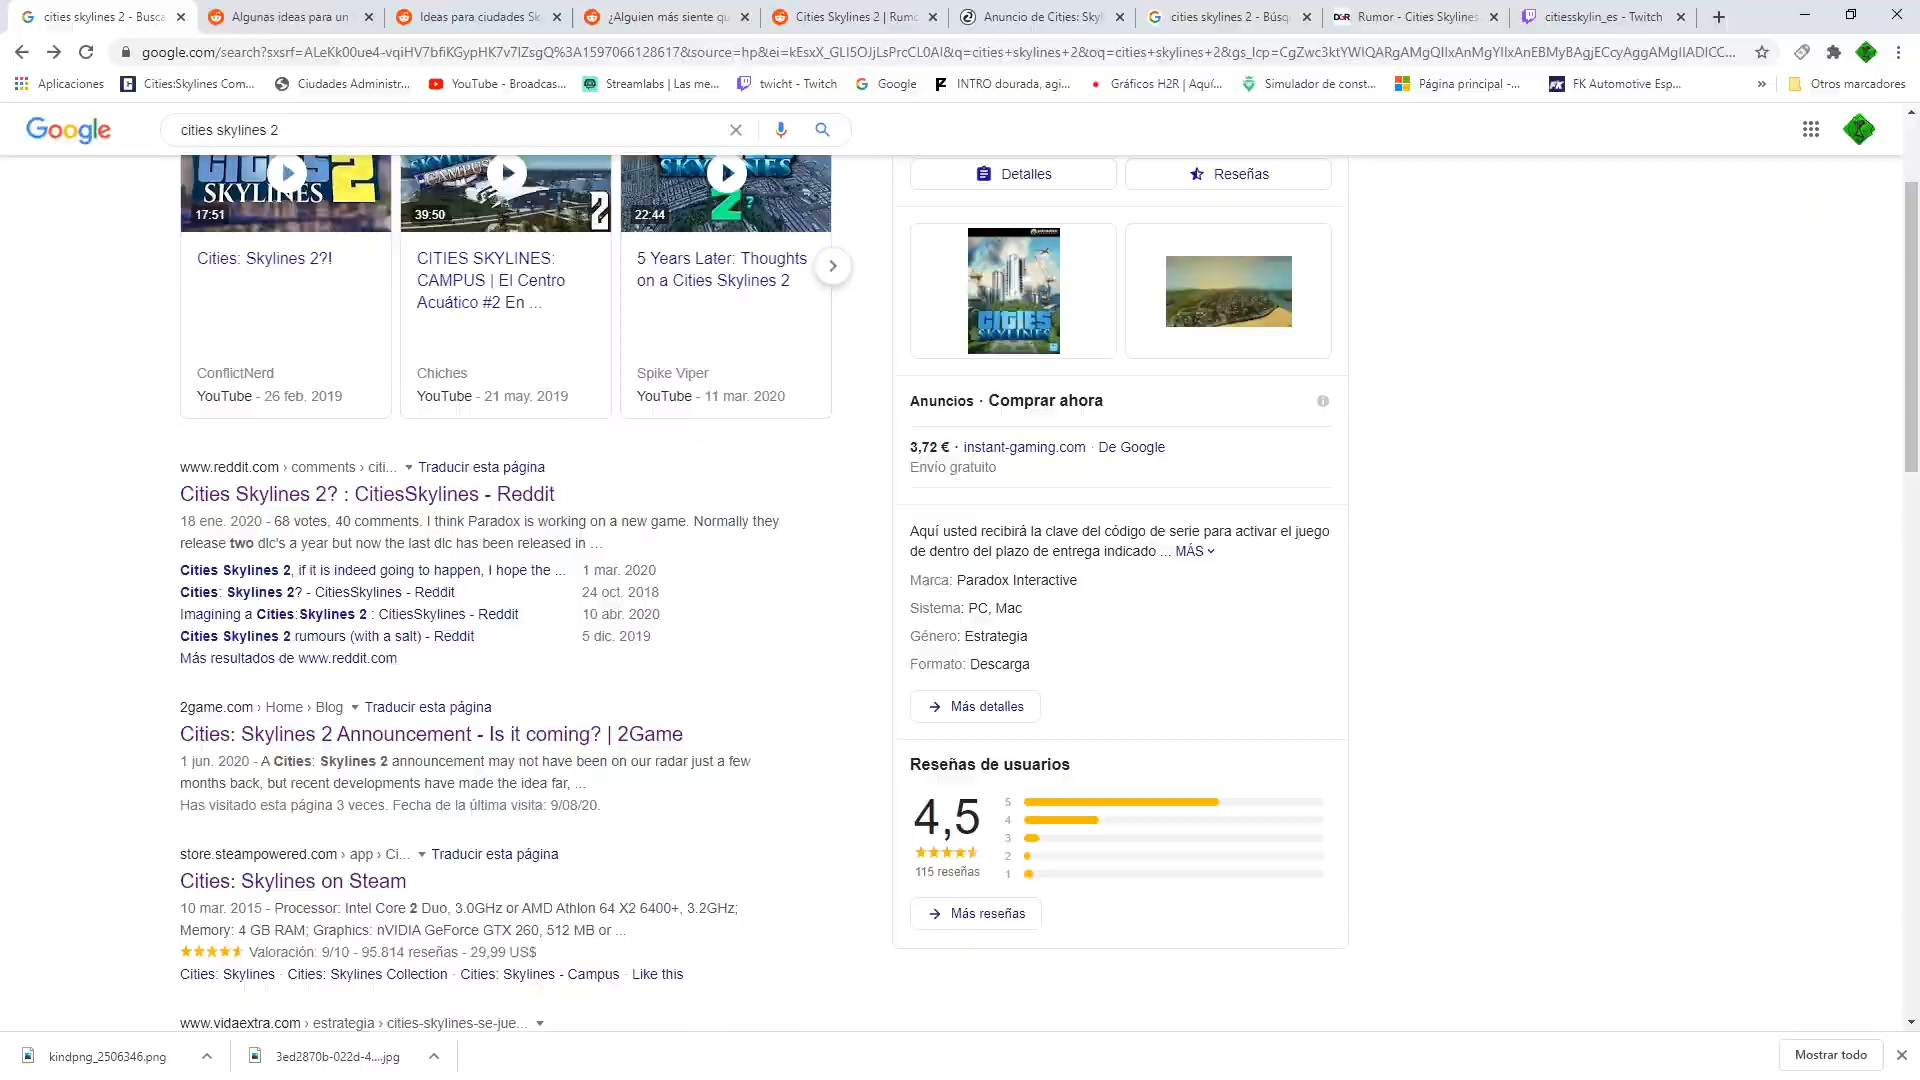 cities skylines 2 - Busca
Algunas ideas para un
Ideas para ciudades Sk
¿Alguien más siente qu
Cities Skylines 2 | Rumo
Anuncio de Cities: Skyl
cities skylines 2 - Búsq
DGR
Rumor - Cities Skylines
citiesskylin_es - Twitch
google.com/search?sxsrf=ALeKk00ue4-vqiHV7bfiKGypHK7v7lZsgQ%3A1597066128617&source=hp&ei=kEsxX_GLI5OJjLsPrcCL0AI&q=cities+skylines+2&oq=cities+skylines+2&gs_lcp=CgZwc3ktYWIQARgAMgQIIxAnMgYIIxAnEBMyBAgjECcyAggAMgIIADICC...
Aplicaciones
Cities:Skylines Com...
Ciudades Administr...
YouTube - Broadcas...
Streamlabs | Las me...
twicht - Twitch
Google
INTRO dourada, agi...
Gráficos H2R | Aquí...
Simulador de const...
Página principal -...
FK
FK Automotive Esp...
»
Otros marcadores
Google
cities skylines 2
CITIES 2
SKYLINES
17:51
CAMPUS
39:50
2
SKYLINES
2?
22:44
Cities: Skylines 2?!
ConflictNerd
YouTube - 26 feb. 2019
CITIES SKYLINES:
CAMPUS | El Centro
Acuático #2 En ...
Chiches
YouTube - 21 may. 2019
5 Years Later: Thoughts
on a Cities Skylines 2
Spike Viper
YouTube - 11 mar. 2020
www.reddit.com › comments › citi... Traducir esta página
Cities Skylines 2? : CitiesSkylines - Reddit
18 ene. 2020 - 68 votes, 40 comments. I think Paradox is working on a new game. Normally they
release two dlc's a year but now the last dlc has been released in ...
Cities Skylines 2, if it is indeed going to happen, I hope the ... 1 mar. 2020
Cities: Skylines 2? - CitiesSkylines - Reddit 24 oct. 2018
Imagining a Cities:Skylines 2 : CitiesSkylines - Reddit 10 abr. 2020
Cities Skylines 2 rumours (with a salt) - Reddit 5 dic. 2019
Más resultados de www.reddit.com
2game.com › Home › Blog Traducir esta página
Cities: Skylines 2 Announcement - Is it coming? | 2Game
1 jun. 2020 - A Cities: Skylines 2 announcement may not have been on our radar just a few
months back, but recent developments have made the idea far, ...
Has visitado esta página 3 veces. Fecha de la última visita: 9/08/20.
store.steampowered.com › app › Ci... Traducir esta página
Cities: Skylines on Steam
10 mar. 2015 - Processor: Intel Core 2 Duo, 3.0GHz or AMD Athlon 64 X2 6400+, 3.2GHz;
Memory: 4 GB RAM; Graphics: nVIDIA GeForce GTX 260, 512 MB or ...
Valoración: 9/10 - 95.814 reseñas - 29,99 US$
Cities: Skylines · Cities: Skylines Collection · Cities: Skylines - Campus · Like this
www.vidaextra.com › estrategia › cities-skylines-se-jue...
Detalles
Reseñas
CITIES
SKYLINES
Anuncios · Comprar ahora
3,72 € · instant-gaming.com · De Google
Envío gratuito
Aquí usted recibirá la clave del código de serie para activar el juego
de dentro del plazo de entrega indicado ... MÁS
Marca: Paradox Interactive
Sistema: PC, Mac
Género: Estrategia
Formato: Descarga
Más detalles
Reseñas de usuarios
4,5
115 reseñas
5
4
3
2
1
Más reseñas
kindpng_2506346.png
3ed2870b-022d-4....jpg
Mostrar todo